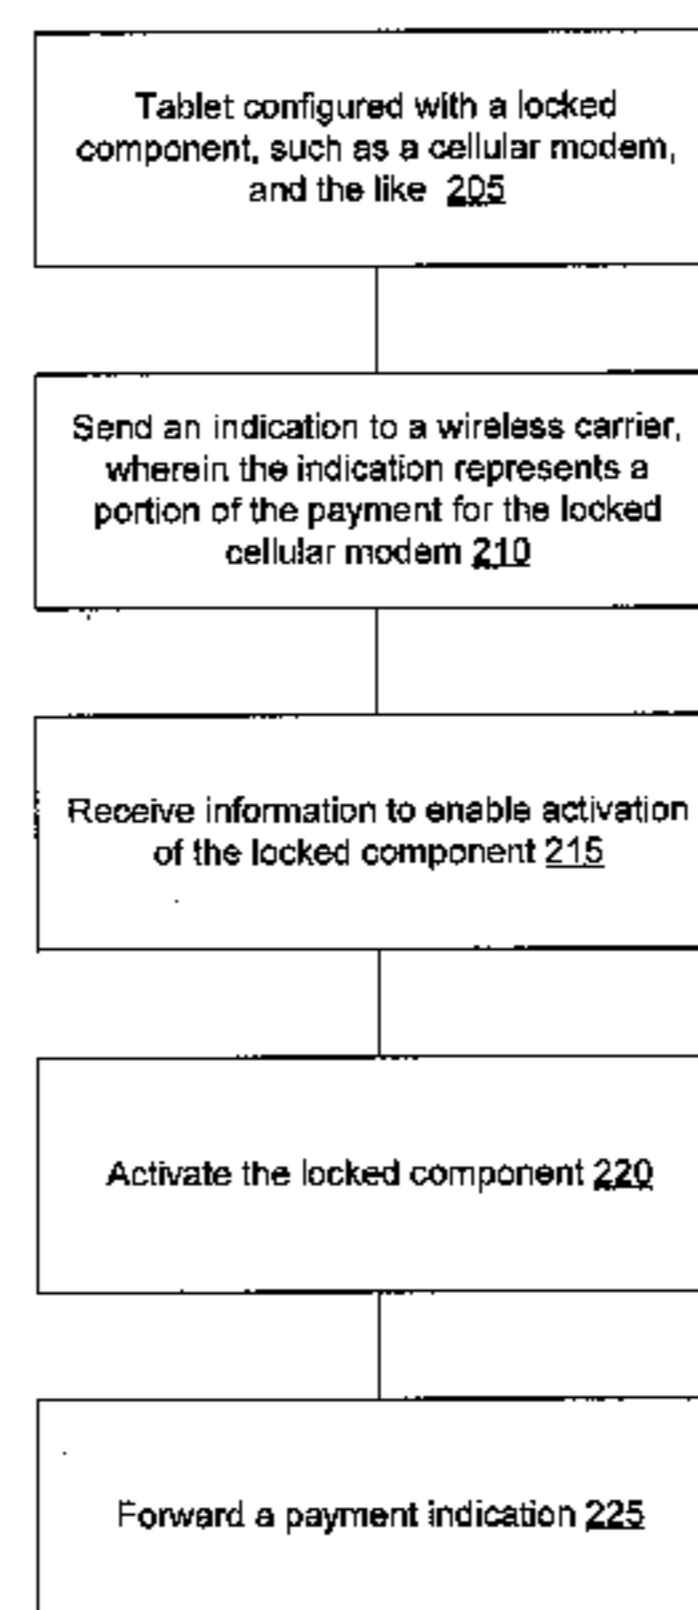 Tablet configured with a locked
component, such as a cellular modem,
and the like 205
Send an indication to a wireless carrier,
wherein the indication represents a
portion of the payment for the locked
cellular modem 210
Receive information to enable activation
of the locked component 215
Activate the locked component 220
Forward a payment indication 225